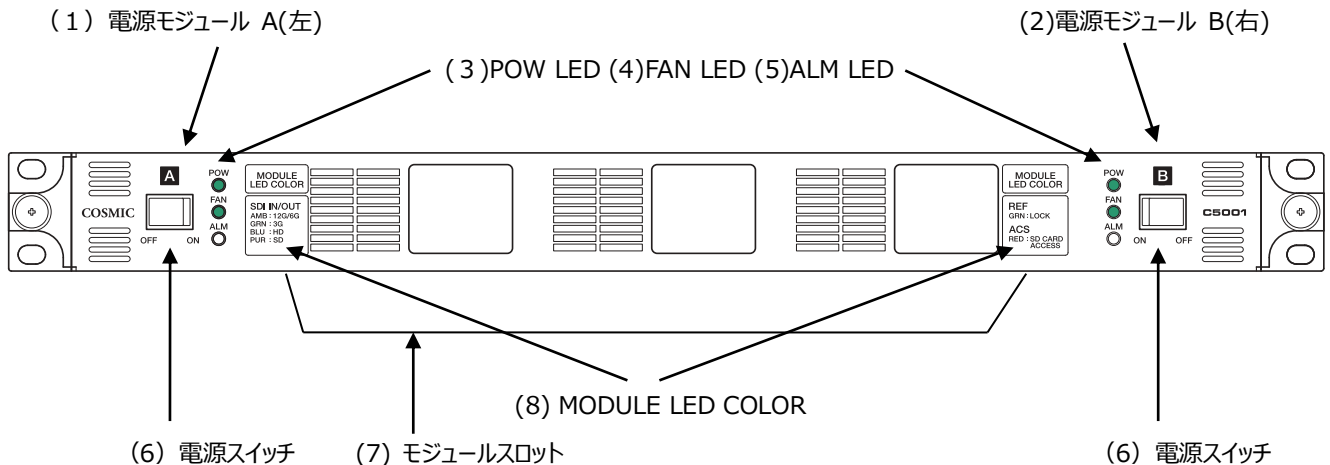 （1）電源モジュール A(左)
(2)電源モジュール B(右)
(３)POW LED (4)FAN LED (5)ALM LED
A
POW
FAN
ALM
COSMIC
OFF ON
MODULE
LED COLOR
SDI IN/OUT
AMB : 12G/6G
GRN : 3G
BLU : HD
PUR : SD
MODULE
LED COLOR
REF
GRN : LOCK
ACS
RED : SD CARD
ACCESS
POW
FAN
ALM
B
ON OFF
C5001
(8) MODULE LED COLOR
（6）電源スイッチ
(7) モジュールスロット
（6）電源スイッチ